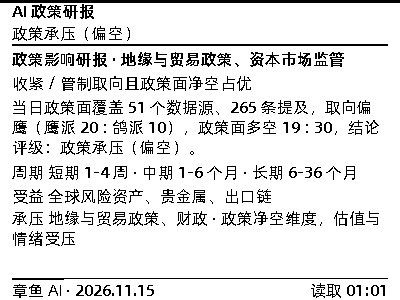 AI 政策研报
政策承压（偏空）
政策影响研报 · 地缘与贸易政策、资本市场监管
收紧 / 管制取向且政策面净空占优
当日政策面覆盖 51 个数据源、265 条提及，取向偏
鹰（鹰派 20 : 鸽派 10），政策面多空 19 : 30，结论
评级：政策承压（偏空）。
周期 短期 1-4 周 · 中期 1-6 个月 · 长期 6-36 个月
受益 全球风险资产、贵金属、出口链
承压 地缘与贸易政策、财政 · 政策净空维度，估值与
情绪受压
章鱼 AI · 2026.11.15
读取 01:01